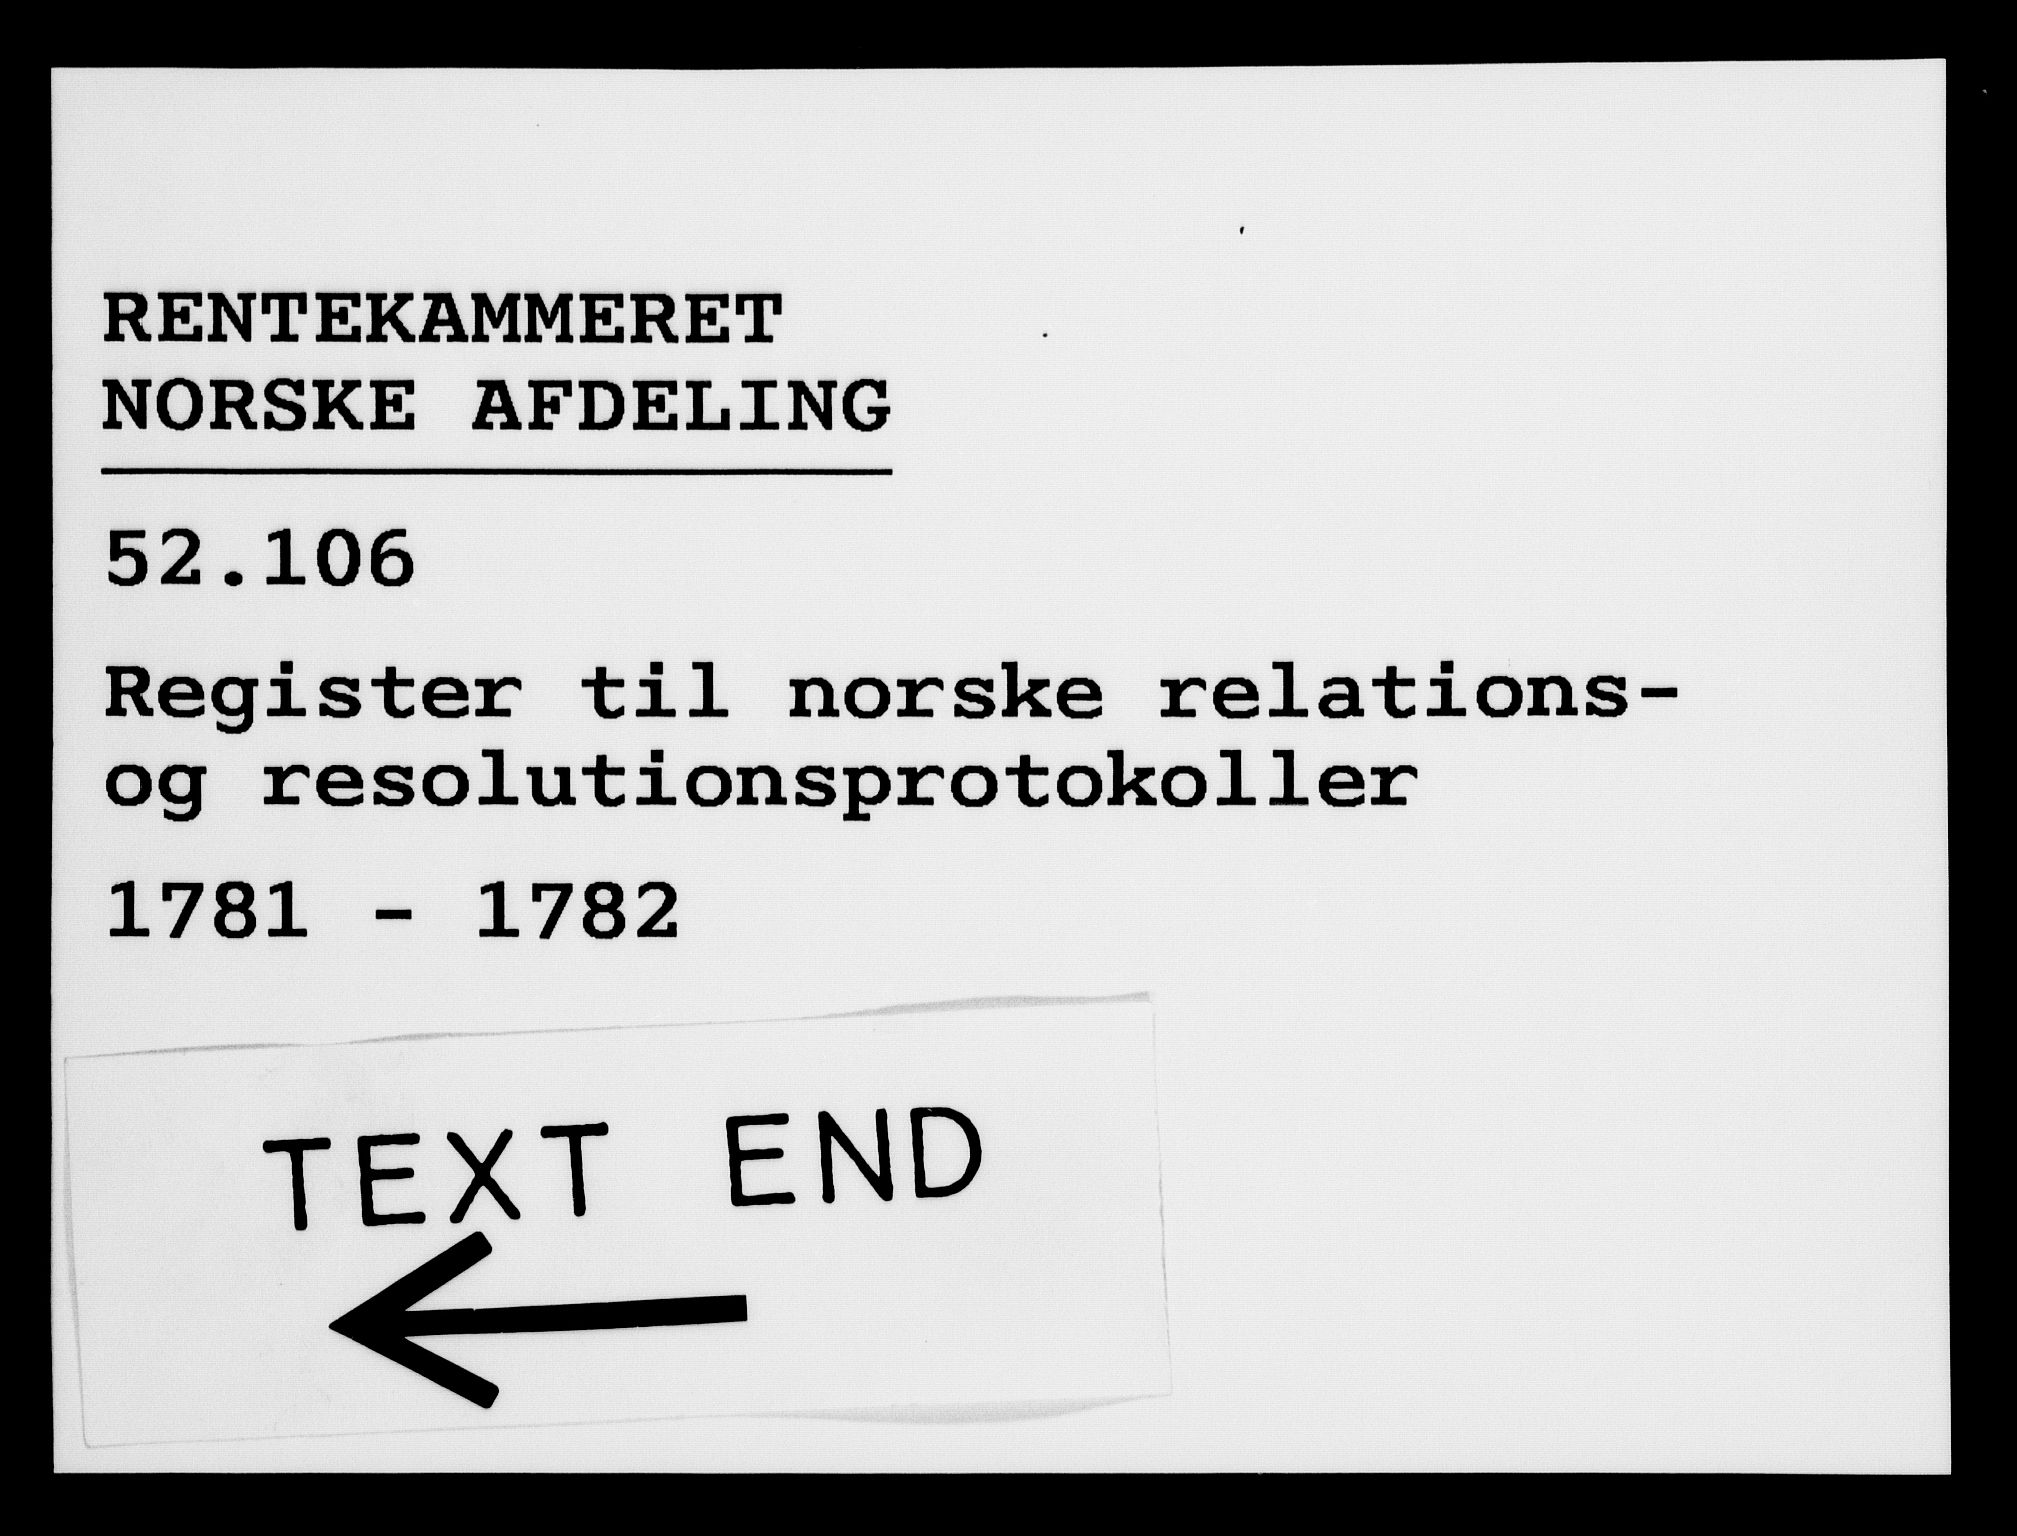 RENTEKAMMERET
NORSKE AFDELING
52.106
Register til norske relations-
og resolutionsprotokoller
1781 - 1782
TEXT END